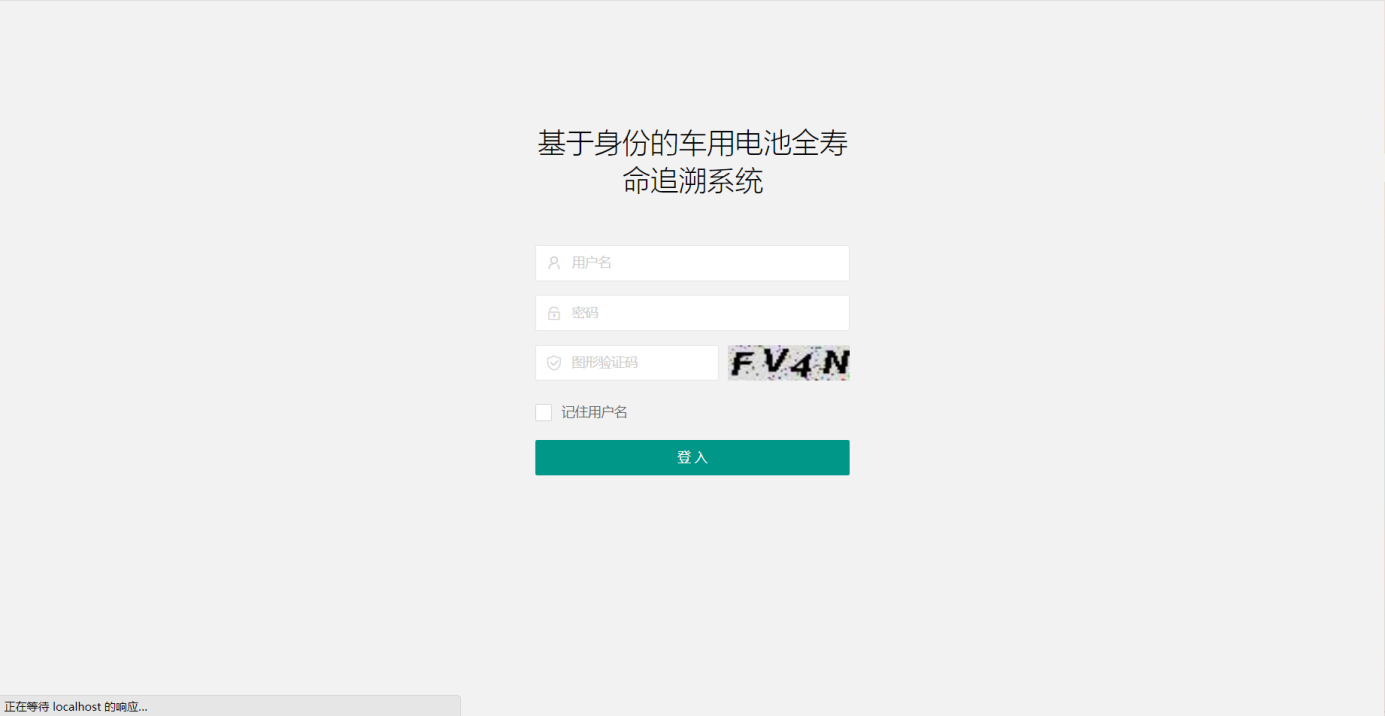 基于身份的车用电池全寿
命追溯系统
用户名
密码
图形验证码
FV4N
记住用户名
登 入
正在等待 localhost 的响应...